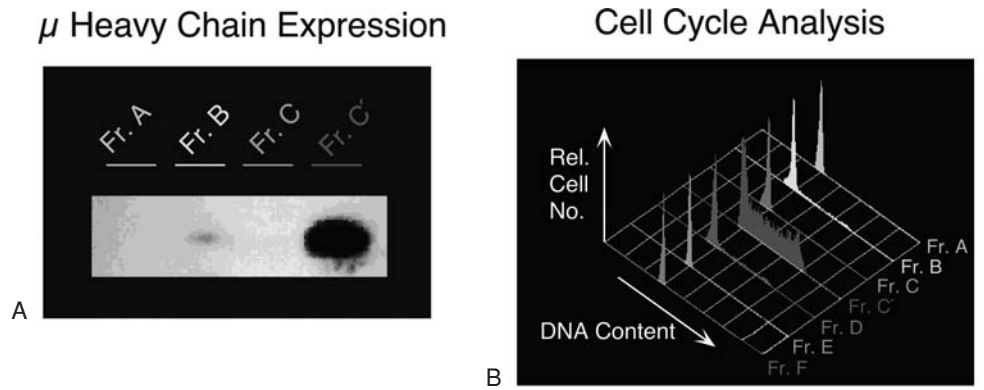 μ Heavy Chain Expression
Fr. A
Fr. B
Fr. C
Fr. C′
A
Cell Cycle Analysis
Rel.
Cell
No.
DNA Content
Fr. A
Fr. B
Fr. C
Fr. C′
Fr. D
Fr. E
Fr. F
B